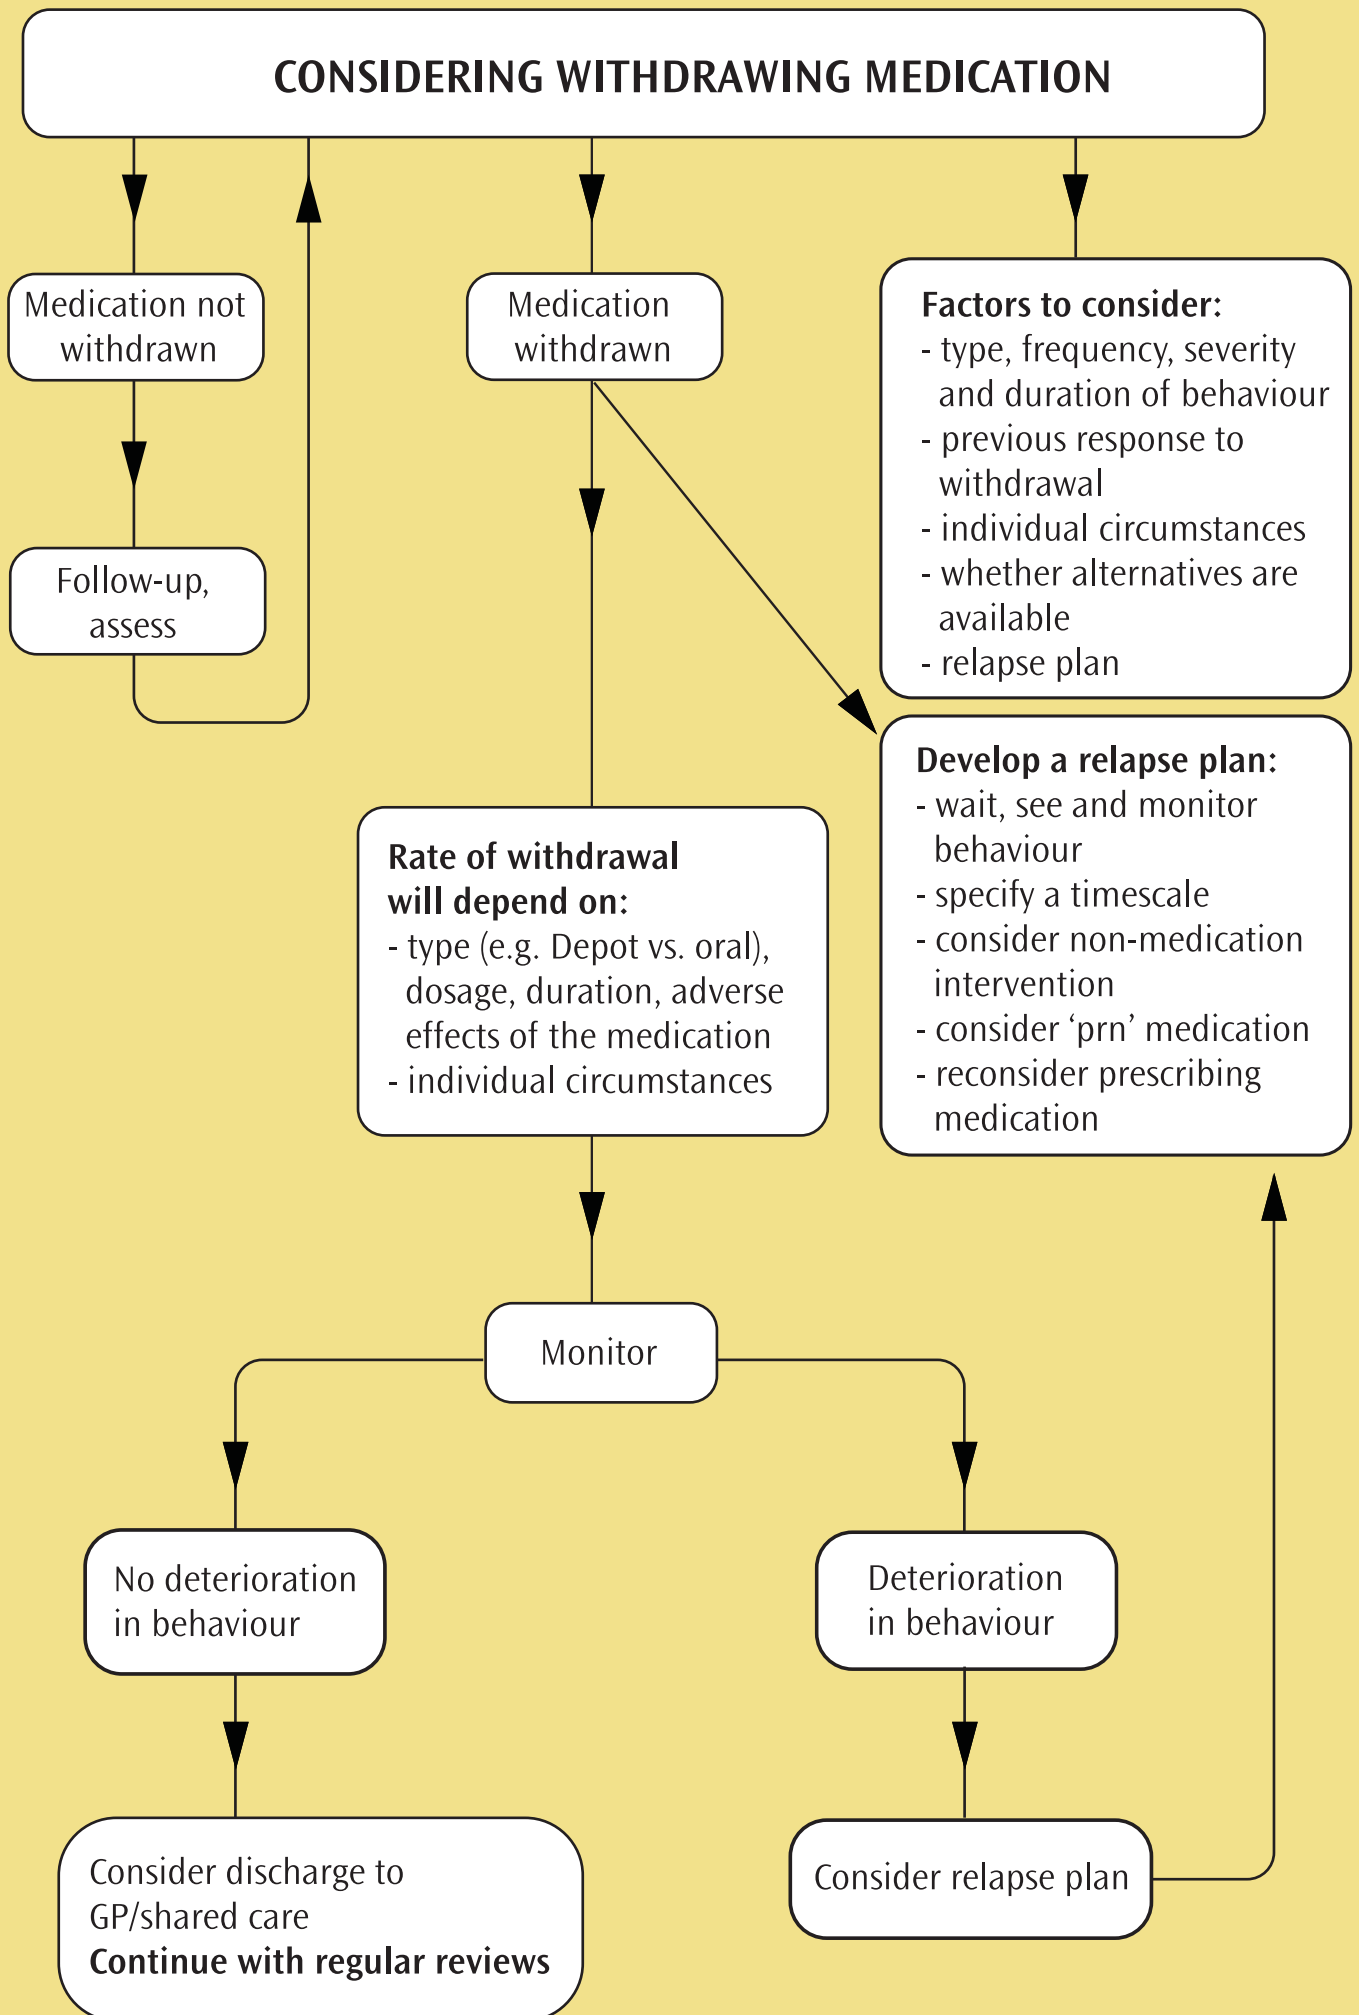 CONSIDERING WITHDRAWING MEDICATION
Medication not
withdrawn
Follow-up,
assess
Medication
withdrawn
Factors to consider:
- type, frequency, severity
and duration of behaviour
- previous response to
withdrawal
- individual circumstances
- whether alternatives are
available
- relapse plan
Develop a relapse plan:
- wait, see and monitor
behaviour
- specify a timescale
- consider non-medication
intervention
- consider ‘prn’ medication
- reconsider prescribing
medication
Rate of withdrawal
will depend on:
- type (e.g. Depot vs. oral),
dosage, duration, adverse
effects of the medication
- individual circumstances
Monitor
No deterioration
in behaviour
Deterioration
in behaviour
Consider discharge to
GP/shared care
Continue with regular reviews
Consider relapse plan